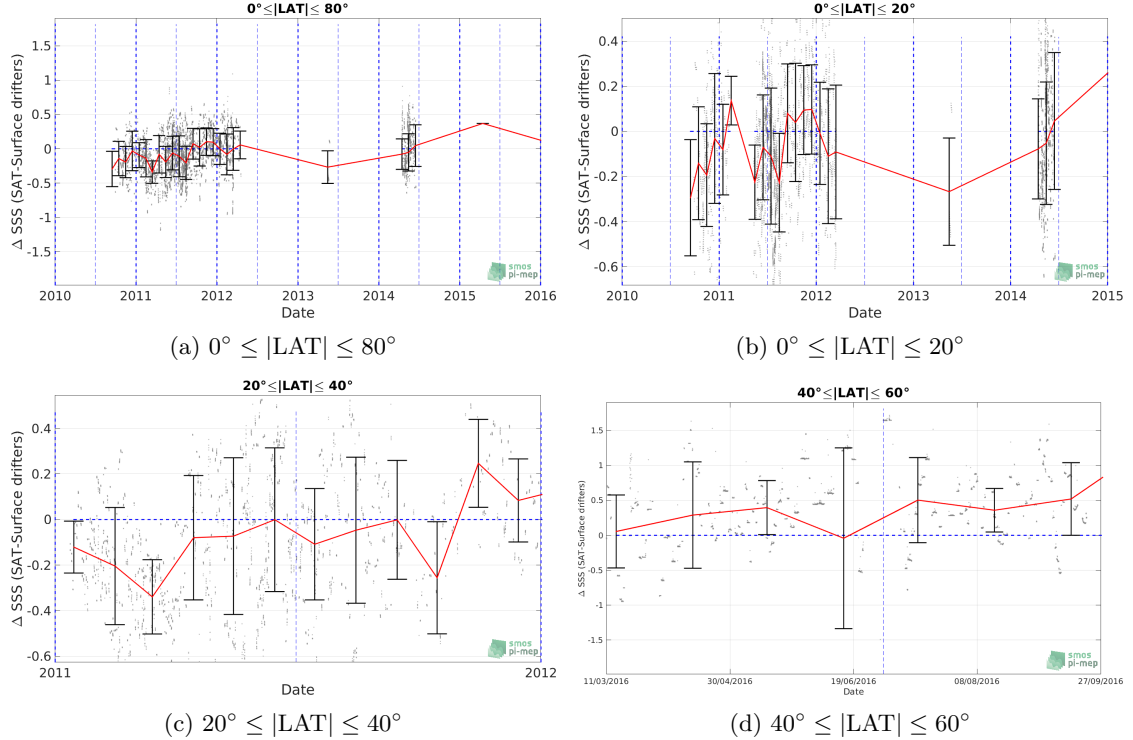 0°≤|LAT|≤ 80°
Δ SSS (SAT-Surface drifters)
1.5
1
0.5
0
-0.5
-1
-1.5
smos
pi-mep
2010 2011 2012 2013 2014 2015 2016
Date
(a) 0° ≤ |LAT| ≤ 80°
0°≤|LAT|≤ 20°
Δ SSS (SAT-Surface drifters)
0.4
0.2
0
-0.2
-0.4
-0.6
smos
pi-mep
2010 2011 2012 2013 2014 2015
Date
(b) 0° ≤ |LAT| ≤ 20°
20°≤|LAT|≤ 40°
Δ SSS (SAT-Surface drifters)
0.4
0.2
0
-0.2
-0.4
-0.6
smos
pi-mep
2011 2012
Date
(c) 20° ≤ |LAT| ≤ 40°
40°≤|LAT|≤ 60°
Δ SSS (SAT-Surface drifters)
1.5
1
0.5
0
-0.5
-1
-1.5
smos
pi-mep
11/03/2016 30/04/2016 19/06/2016 08/08/2016 27/09/2016
Date
(d) 40° ≤ |LAT| ≤ 60°